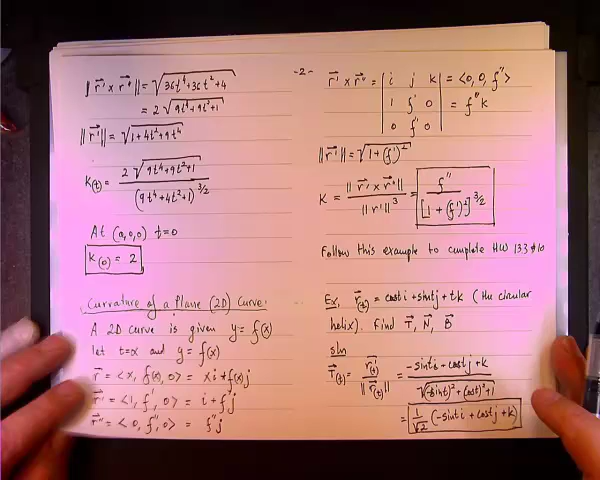 -2-
‖r⃗' × r⃗''‖ = √(36t⁴+36t²+4)
= 2√(9t⁴+9t²+1)
‖r⃗'‖ = √(1+4t²+9t⁴)
K(t) = 2√(9t⁴+9t²+1) / (9t⁴+4t²+1)^(3/2)
At (0,0,0) t=0
K(0) = 2
Curvature of a Plane (2D) Curve
A 2D curve is given y = f(x)
let t=x and y = f(x)
r⃗ = <x, f(x), 0> = xi + f(x)j
r⃗' = <1, f', 0> = i + f'j
r⃗'' = <0, f'', 0> = f''j
r⃗' × r⃗'' = | i j k | = <0, 0, f''>
| 1 f' 0 | = f''k
| 0 f' 0 |
‖r⃗'‖ = √(1+(f')²)
K = ‖r⃗' × r⃗''‖ / ‖r'‖³ = f'' / [1 + (f')²]^(3/2)
Follow this example to complete HW 13.3 #10
Ex. r⃗(t) = cost i + sint j + t k (the circular
helix). Find T⃗, N⃗, B⃗
soln
T⃗(t) = r⃗'(t) / ‖r⃗'(t)‖ = (-sint i + cost j + k) / √((-sint)² + (cost)² + 1)
= 1/√2 (-sint i + cost j + k)